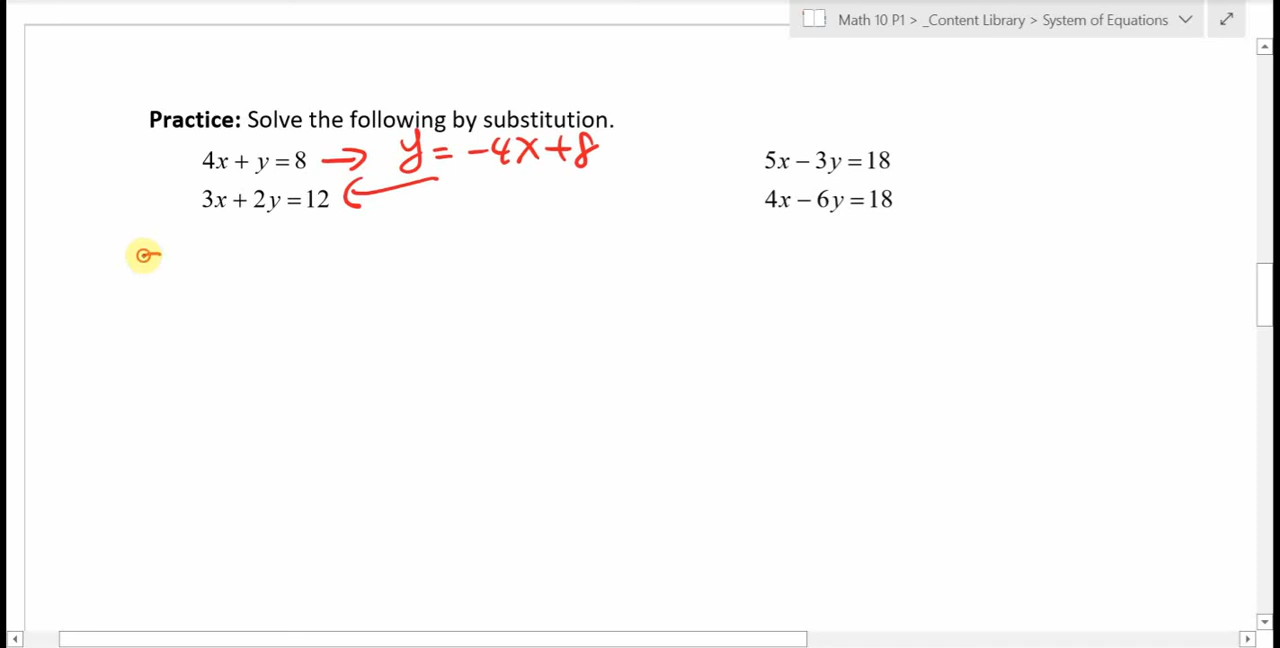 Math 10 P1 > _Content Library > System of Equations
Practice: Solve the following by substitution.
4x + y = 8 → y = -4x + 8
3x + 2y = 12
5x − 3y = 18
4x − 6y = 18